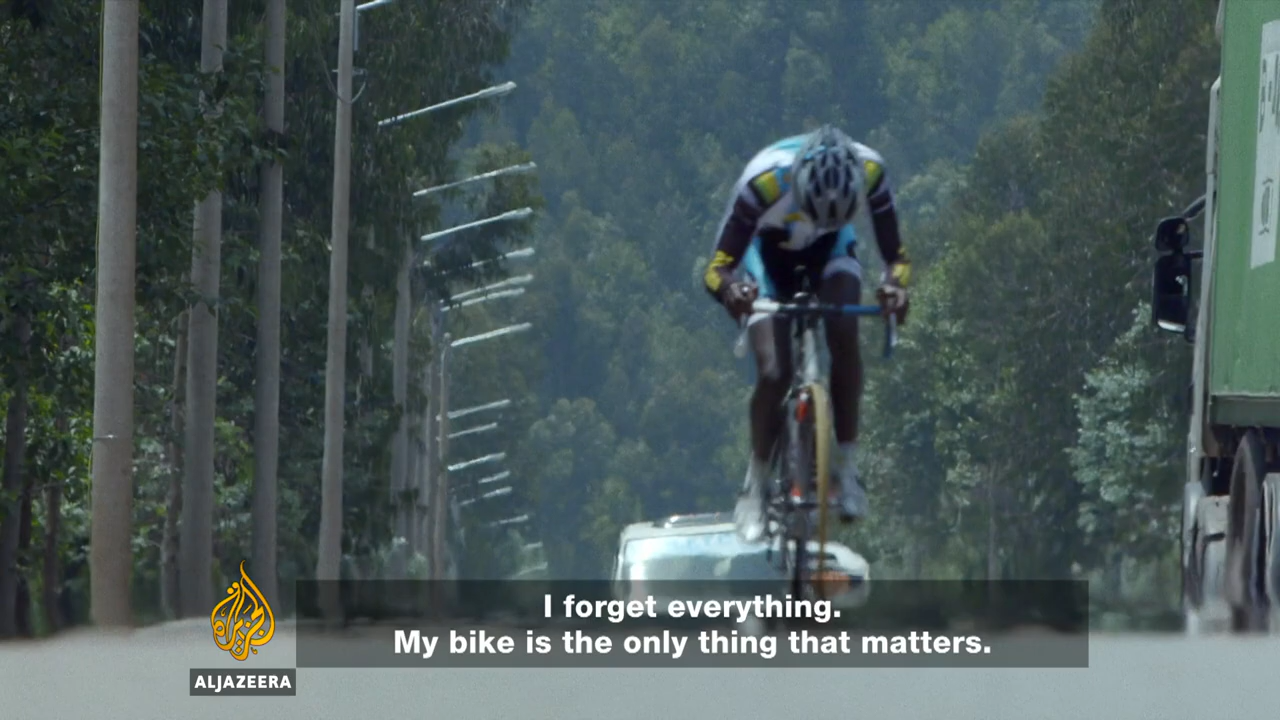 I forget everything.
My bike is the only thing that matters.
الجزيرة
ALJAZEERA